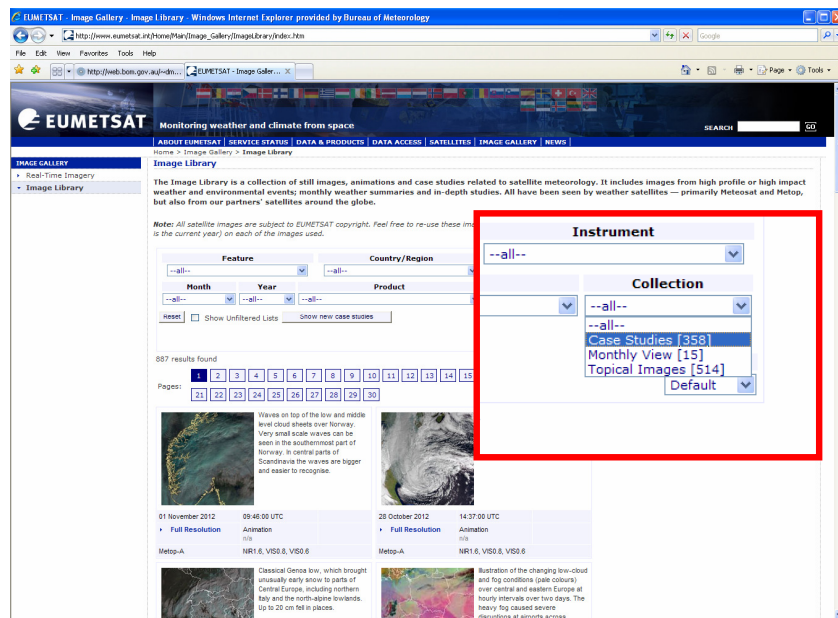 EUMETSAT - Image Gallery - Image Library - Windows Internet Explorer provided by Bureau of Meteorology
http://www.eumetsat.int/Home/Main/Image_Gallery/ImageLibrary/index.htm
Google
File Edit View Favorites Tools Help
http://web.bom.gov.au/~dm... EUMETSAT - Image Galler... X
Page Tools
EUMETSAT
Monitoring weather and climate from space
SEARCH GO
ABOUT EUMETSAT SERVICE STATUS DATA & PRODUCTS DATA ACCESS SATELLITES IMAGE GALLERY NEWS
Home > Image Gallery > Image Library
IMAGE GALLERY
Real-Time Imagery
Image Library
Image Library
The Image Library is a collection of still images, animations and case studies related to satellite meteorology. It includes images from high profile or high impact
weather and environmental events; monthly weather summaries and in-depth studies. All have been seen by weather satellites — primarily Meteosat and Metop,
but also from our partners' satellites around the globe.
Note: All satellite images are subject to EUMETSAT copyright. Feel free to re-use these
is the current year) on each of the images used.
Feature Country/Region
--all-- --all--
Month Year Product
--all-- --all-- --all--
Reset Show Unfiltered Lists Show new case studies
Instrument
--all--
Collection
--all--
--all--
Case Studies [358]
Monthly View [15]
Topical Images [514]
Default
887 results found
Pages:
1 2 3 4 5 6 7 8 9 10 11 12 13 14 15
21 22 23 24 25 26 27 28 29 30
Waves on top of the low and middle
level cloud sheets over Norway.
Very small scale waves can be
seen in the southernmost part of
Norway. In central parts of
Scandinavia the waves are bigger
and easier to recognise.
01 November 2012 09:46:00 UTC
Full Resolution Animation
n/a
Metop-A NIR1.6, VIS0.8, VIS0.6
28 October 2012 14:37:00 UTC
Full Resolution Animation
n/a
Metop-A NIR1.6, VIS0.8, VIS0.6
Classical Genoa low, which brought
unusually early snow to parts of
Central Europe, including northern
Italy and the north-alpine lowlands.
Up to 20 cm fell in places.
Illustration of the changing low-cloud
and fog conditions (pale colours)
over central and eastern Europe at
hourly intervals over two days. The
heavy fog caused severe
disruptions at airports across